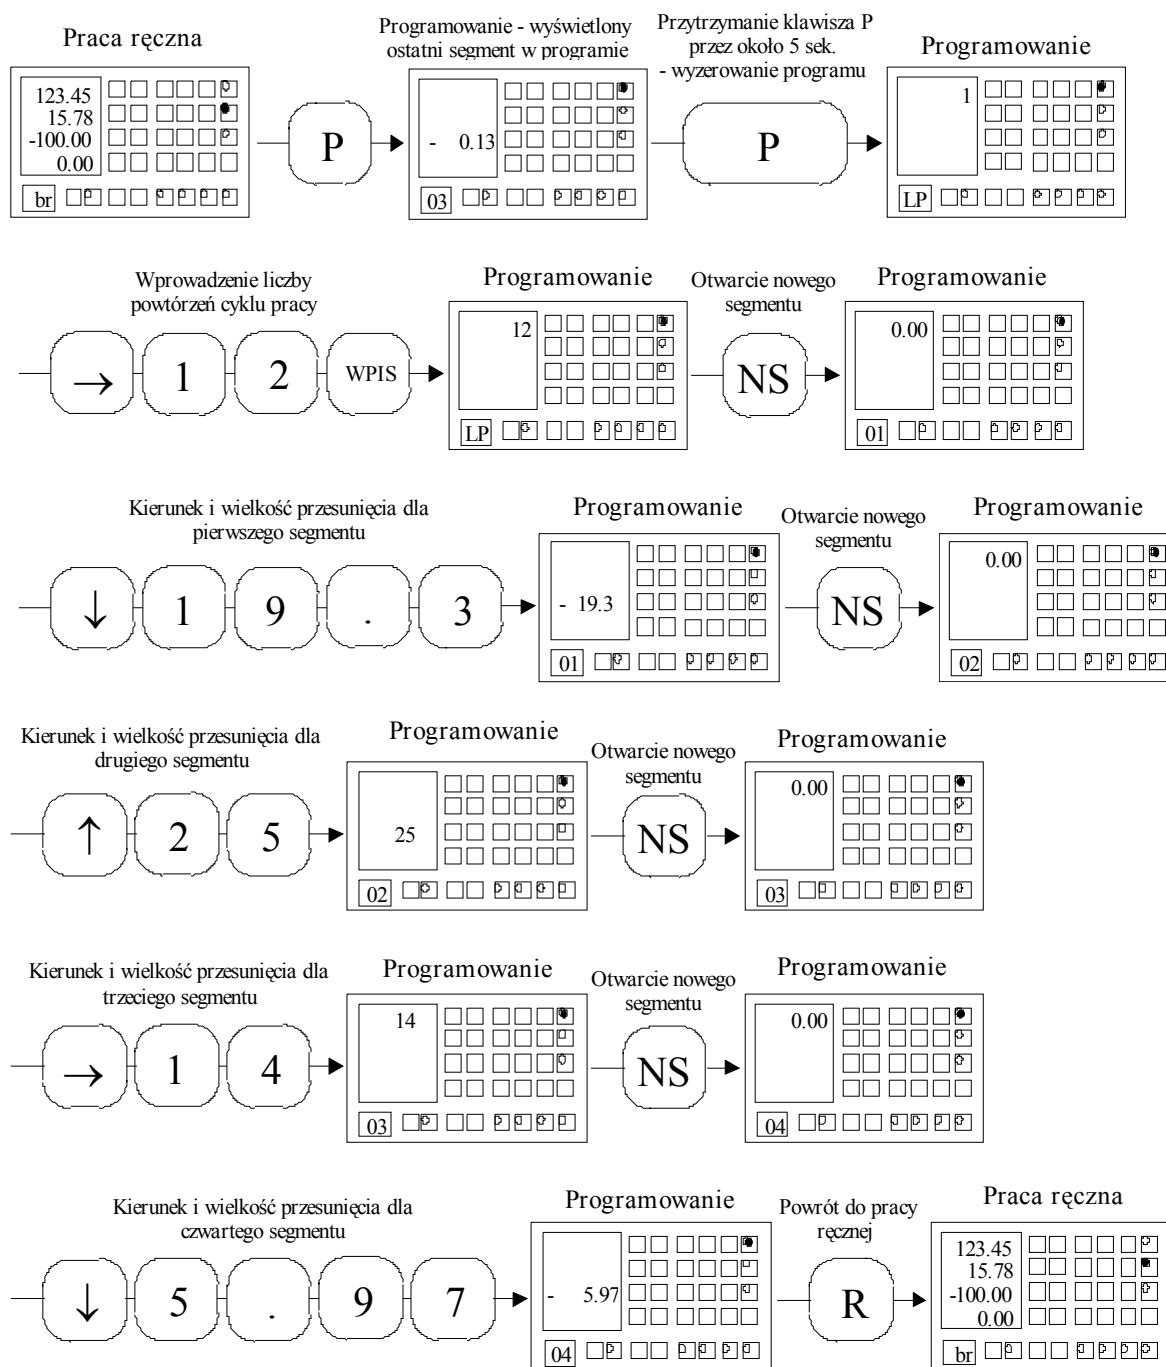 Praca ręczna
123.45
15.78
-100.00
0.00
br
P
Programowanie - wyświetlony
ostatni segment w programie
- 0.13
03
Przytrzymanie klawisza P
przez około 5 sek.
- wyzerowanie programu
P
Programowanie
1
LP
Wprowadzenie liczby
powtórzeń cyklu pracy
→ 1 2 WPIS
Programowanie
12
LP
Otwarcie nowego
segmentu
NS
Programowanie
0.00
01
Kierunek i wielkość przesunięcia dla
pierwszego segmentu
↓ 1 9 . 3
Programowanie
- 19.3
01
Otwarcie nowego
segmentu
NS
Programowanie
0.00
02
Kierunek i wielkość przesunięcia dla
drugiego segmentu
↑ 2 5
Programowanie
25
02
Otwarcie nowego
segmentu
NS
Programowanie
0.00
03
Kierunek i wielkość przesunięcia dla
trzeciego segmentu
→ 1 4
Programowanie
14
03
Otwarcie nowego
segmentu
NS
Programowanie
0.00
04
Kierunek i wielkość przesunięcia dla
czwartego segmentu
↓ 5 . 9 7
Programowanie
- 5.97
04
Powrót do pracy
ręcznej
R
Praca ręczna
123.45
15.78
-100.00
0.00
br